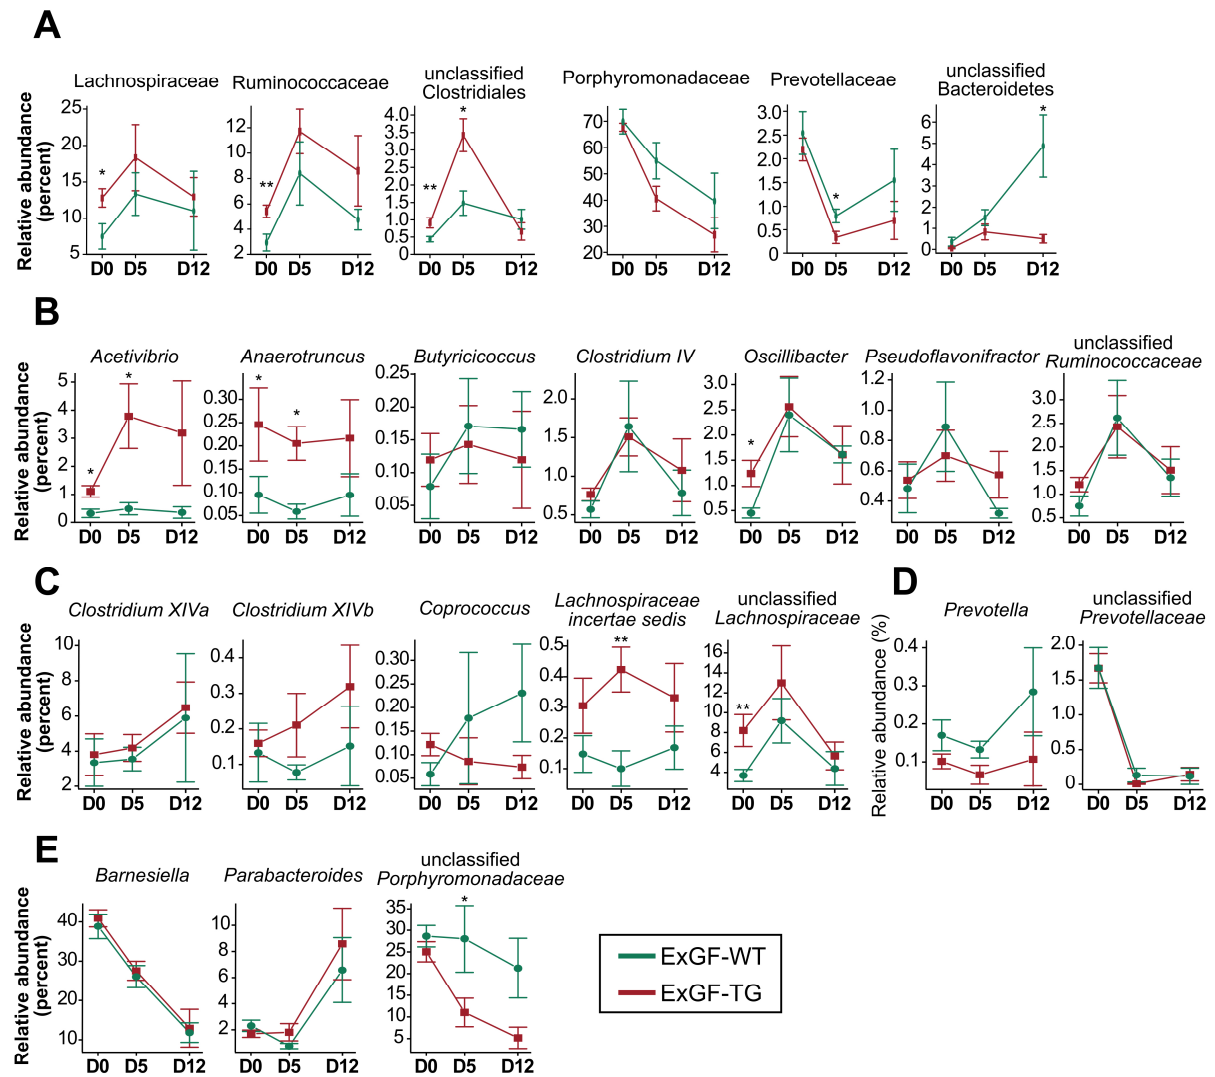 A
Lachnospiraceae
Ruminococcaceae
unclassified
Clostridiales
Porphyromonadaceae
Prevotellaceae
unclassified
Bacteroidetes
Relative abundance
(percent)
25
20
15
10
5
*
D0 D5 D12
12
10
8
6
4
2
**
D0 D5 D12
4.0
3.5
3.0
2.5
2.0
1.5
1.0
0.5
0
**
*
D0 D5 D12
70
60
50
40
30
20
D0 D5 D12
3.0
2.5
2.0
1.5
1.0
0.5
0
*
D0 D5 D12
6
5
4
3
2
1
0
*
D0 D5 D12
B
Acetivibrio
Anaerotruncus
Butyricicoccus
Clostridium IV
Oscillibacter
Pseudoflavonifractor
unclassified
Ruminococcaceae
Relative abundance
(percent)
5
4
3
2
1
0
*
*
D0 D5 D12
0.30
0.25
0.20
0.15
0.10
0.05
*
*
D0 D5 D12
0.25
0.20
0.15
0.10
0.05
D0 D5 D12
2.0
1.5
1.0
0.5
D0 D5 D12
3.0
2.5
2.0
1.5
1.0
0.5
*
D0 D5 D12
1.2
1.0
0.8
0.6
0.4
D0 D5 D12
3.0
2.5
2.0
1.5
1.0
0.5
D0 D5 D12
C
Clostridium XIVa
Clostridium XIVb
Coprococcus
Lachnospiraceae
incertae sedis
unclassified
Lachnospiraceae
Relative abundance
(percent)
10
8
6
4
2
D0 D5 D12
0.4
0.3
0.2
0.1
D0 D5 D12
0.30
0.25
0.20
0.15
0.10
0.05
D0 D5 D12
0.5
0.4
0.3
0.2
0.1
**
D0 D5 D12
16
14
12
10
8
6
4
**
D0 D5 D12
D
Prevotella
unclassified
Prevotellaceae
Relative abundance (%)
0.4
0.3
0.2
0.1
D0 D5 D12
2.0
1.5
1.0
0.5
0
D0 D5 D12
E
Barnesiella
Parabacteroides
unclassified
Porphyromonadaceae
Relative abundance
(percent)
40
30
20
10
D0 D5 D12
10
8
6
4
2
D0 D5 D12
35
30
25
20
15
10
5
*
D0 D5 D12
ExGF-WT
ExGF-TG